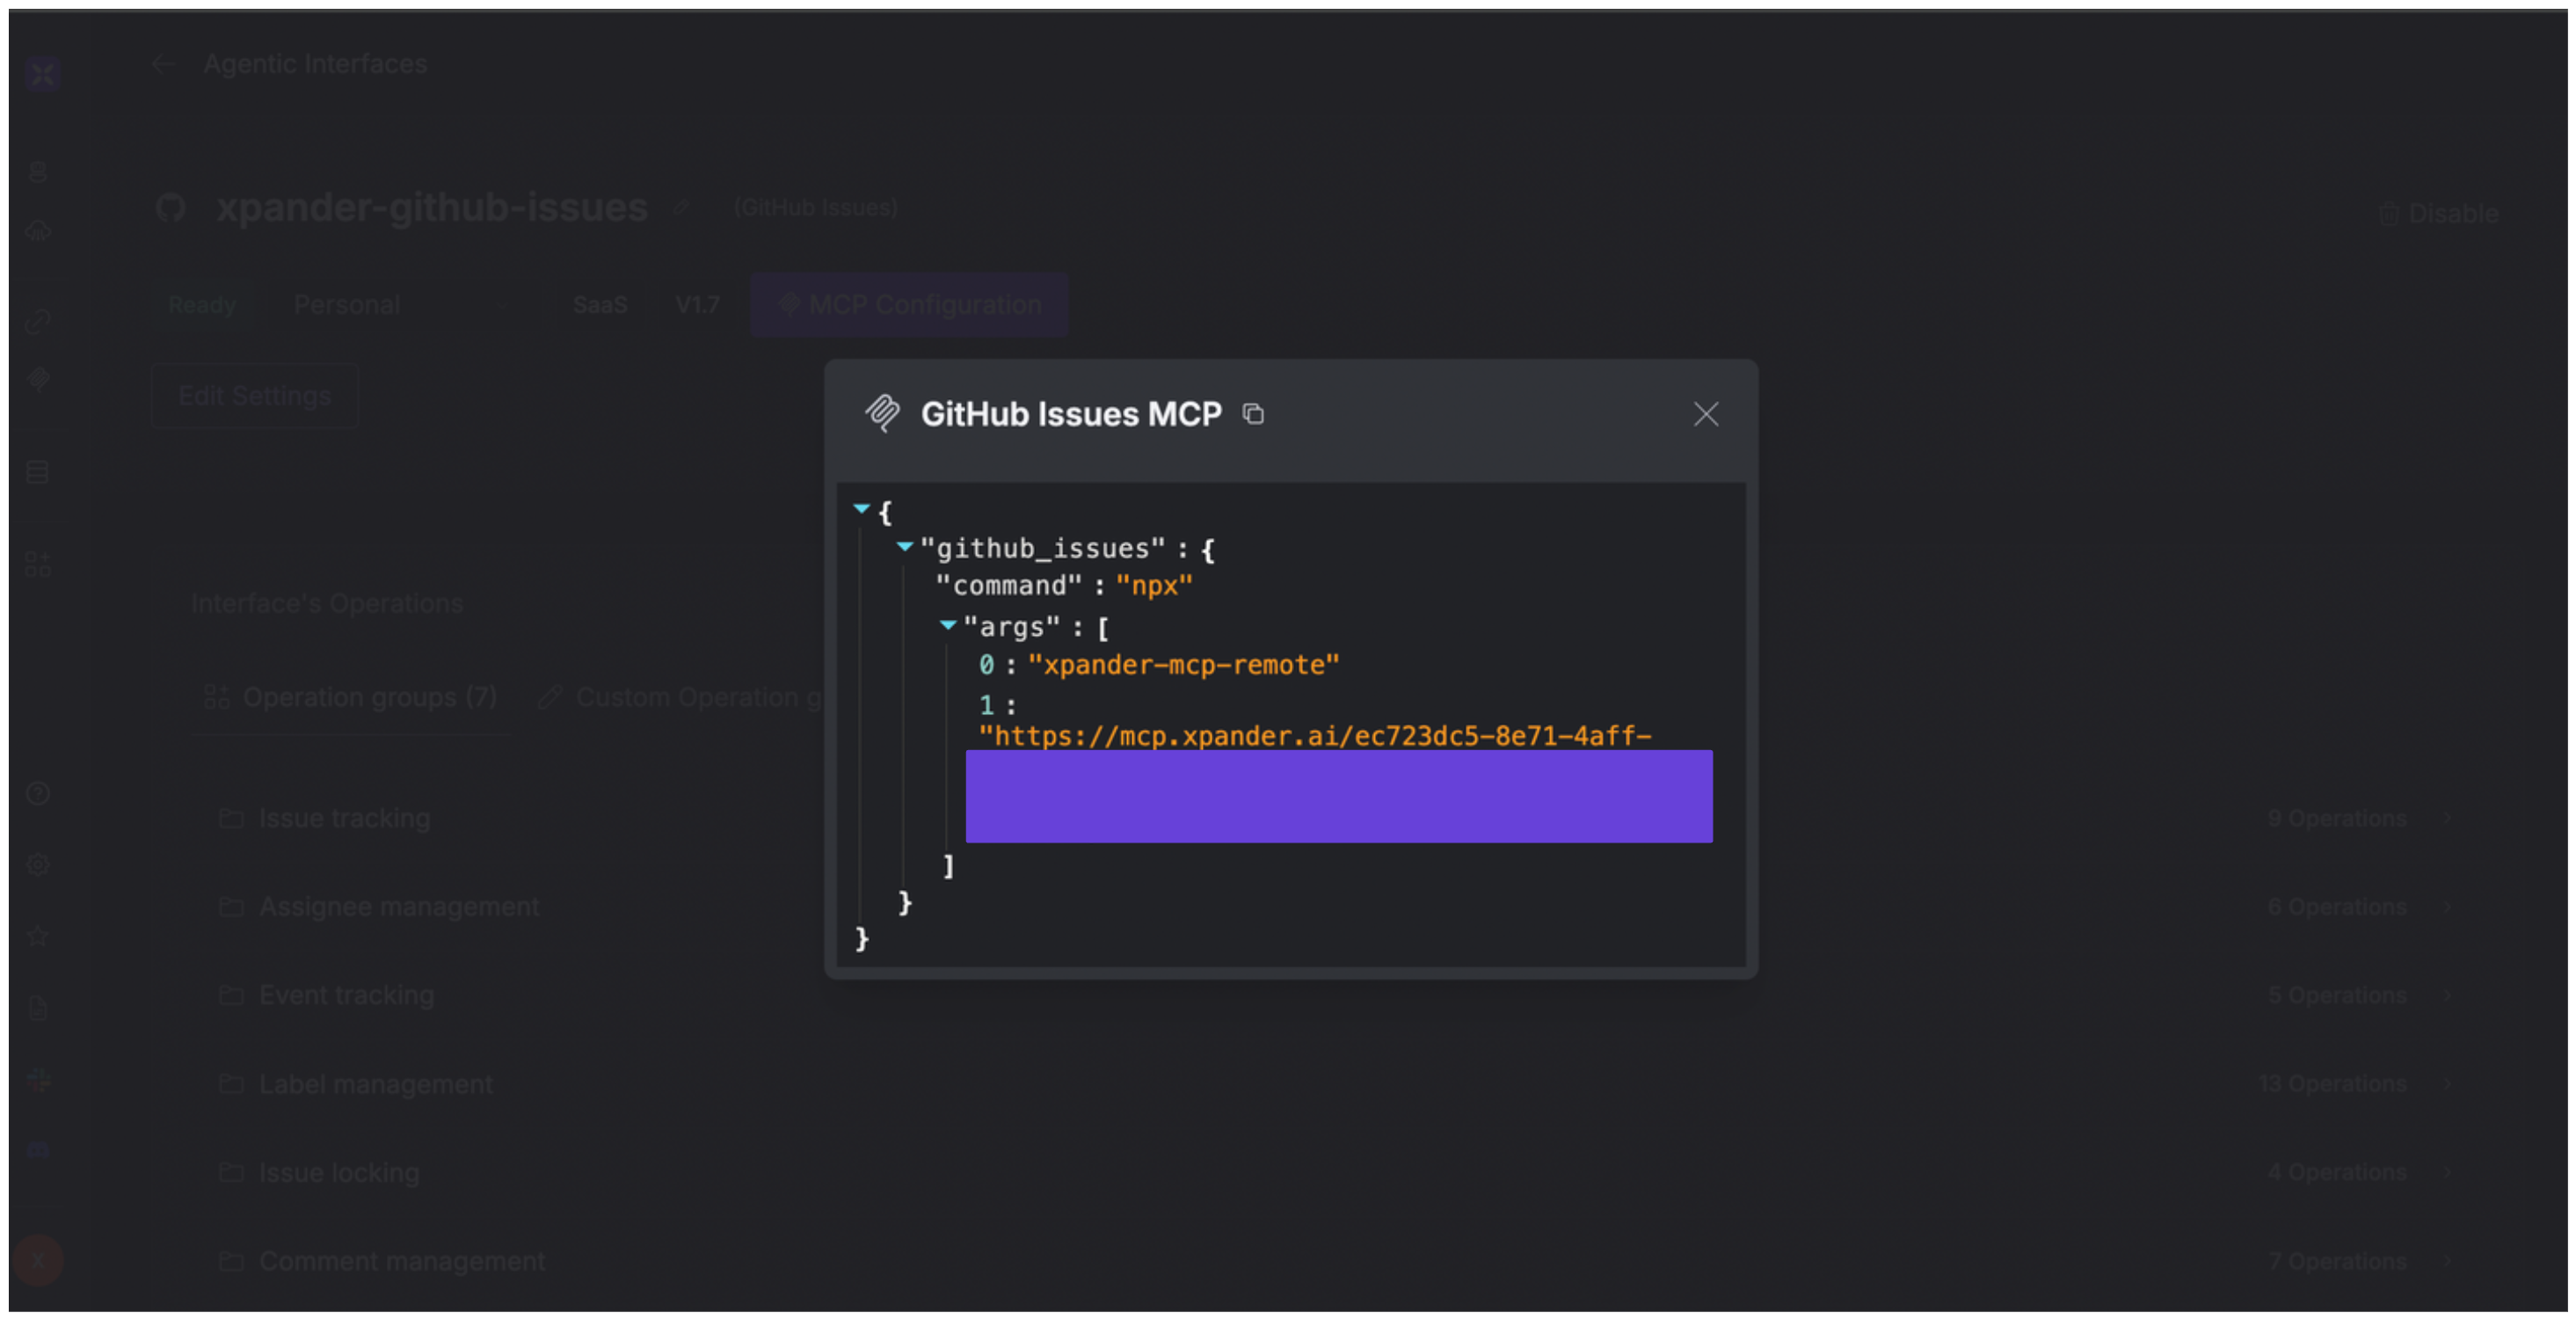 Agentic Interfaces
xpander-github-issues
(GitHub Issues)
Disable
Ready
Personal
SaaS
V1.7
MCP Configuration
Edit Settings
GitHub Issues MCP
{
"github_issues" : {
"command" : "npx"
"args" : [
0 : "xpander-mcp-remote"
1 :
"https://mcp.xpander.ai/ec723dc5-8e71-4aff-
]
}
}
Interface's Operations
Operation groups (7)
Custom Operation g
Issue tracking
9 Operations
Assignee management
6 Operations
Event tracking
5 Operations
Label management
13 Operations
Issue locking
4 Operations
Comment management
7 Operations
X